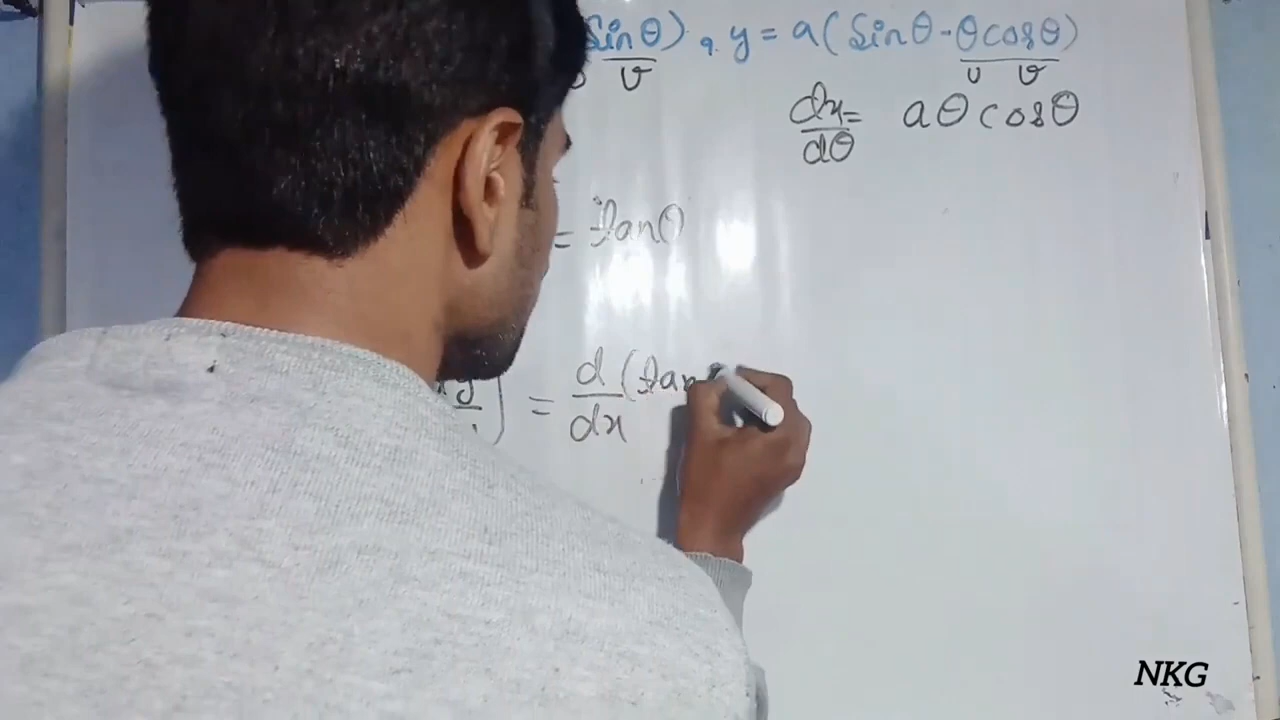 Sinθ), y = a(Sinθ - θcosθ)
v u v
dx/dθ = aθcosθ
= tanθ
= d/dx (tan
NKG